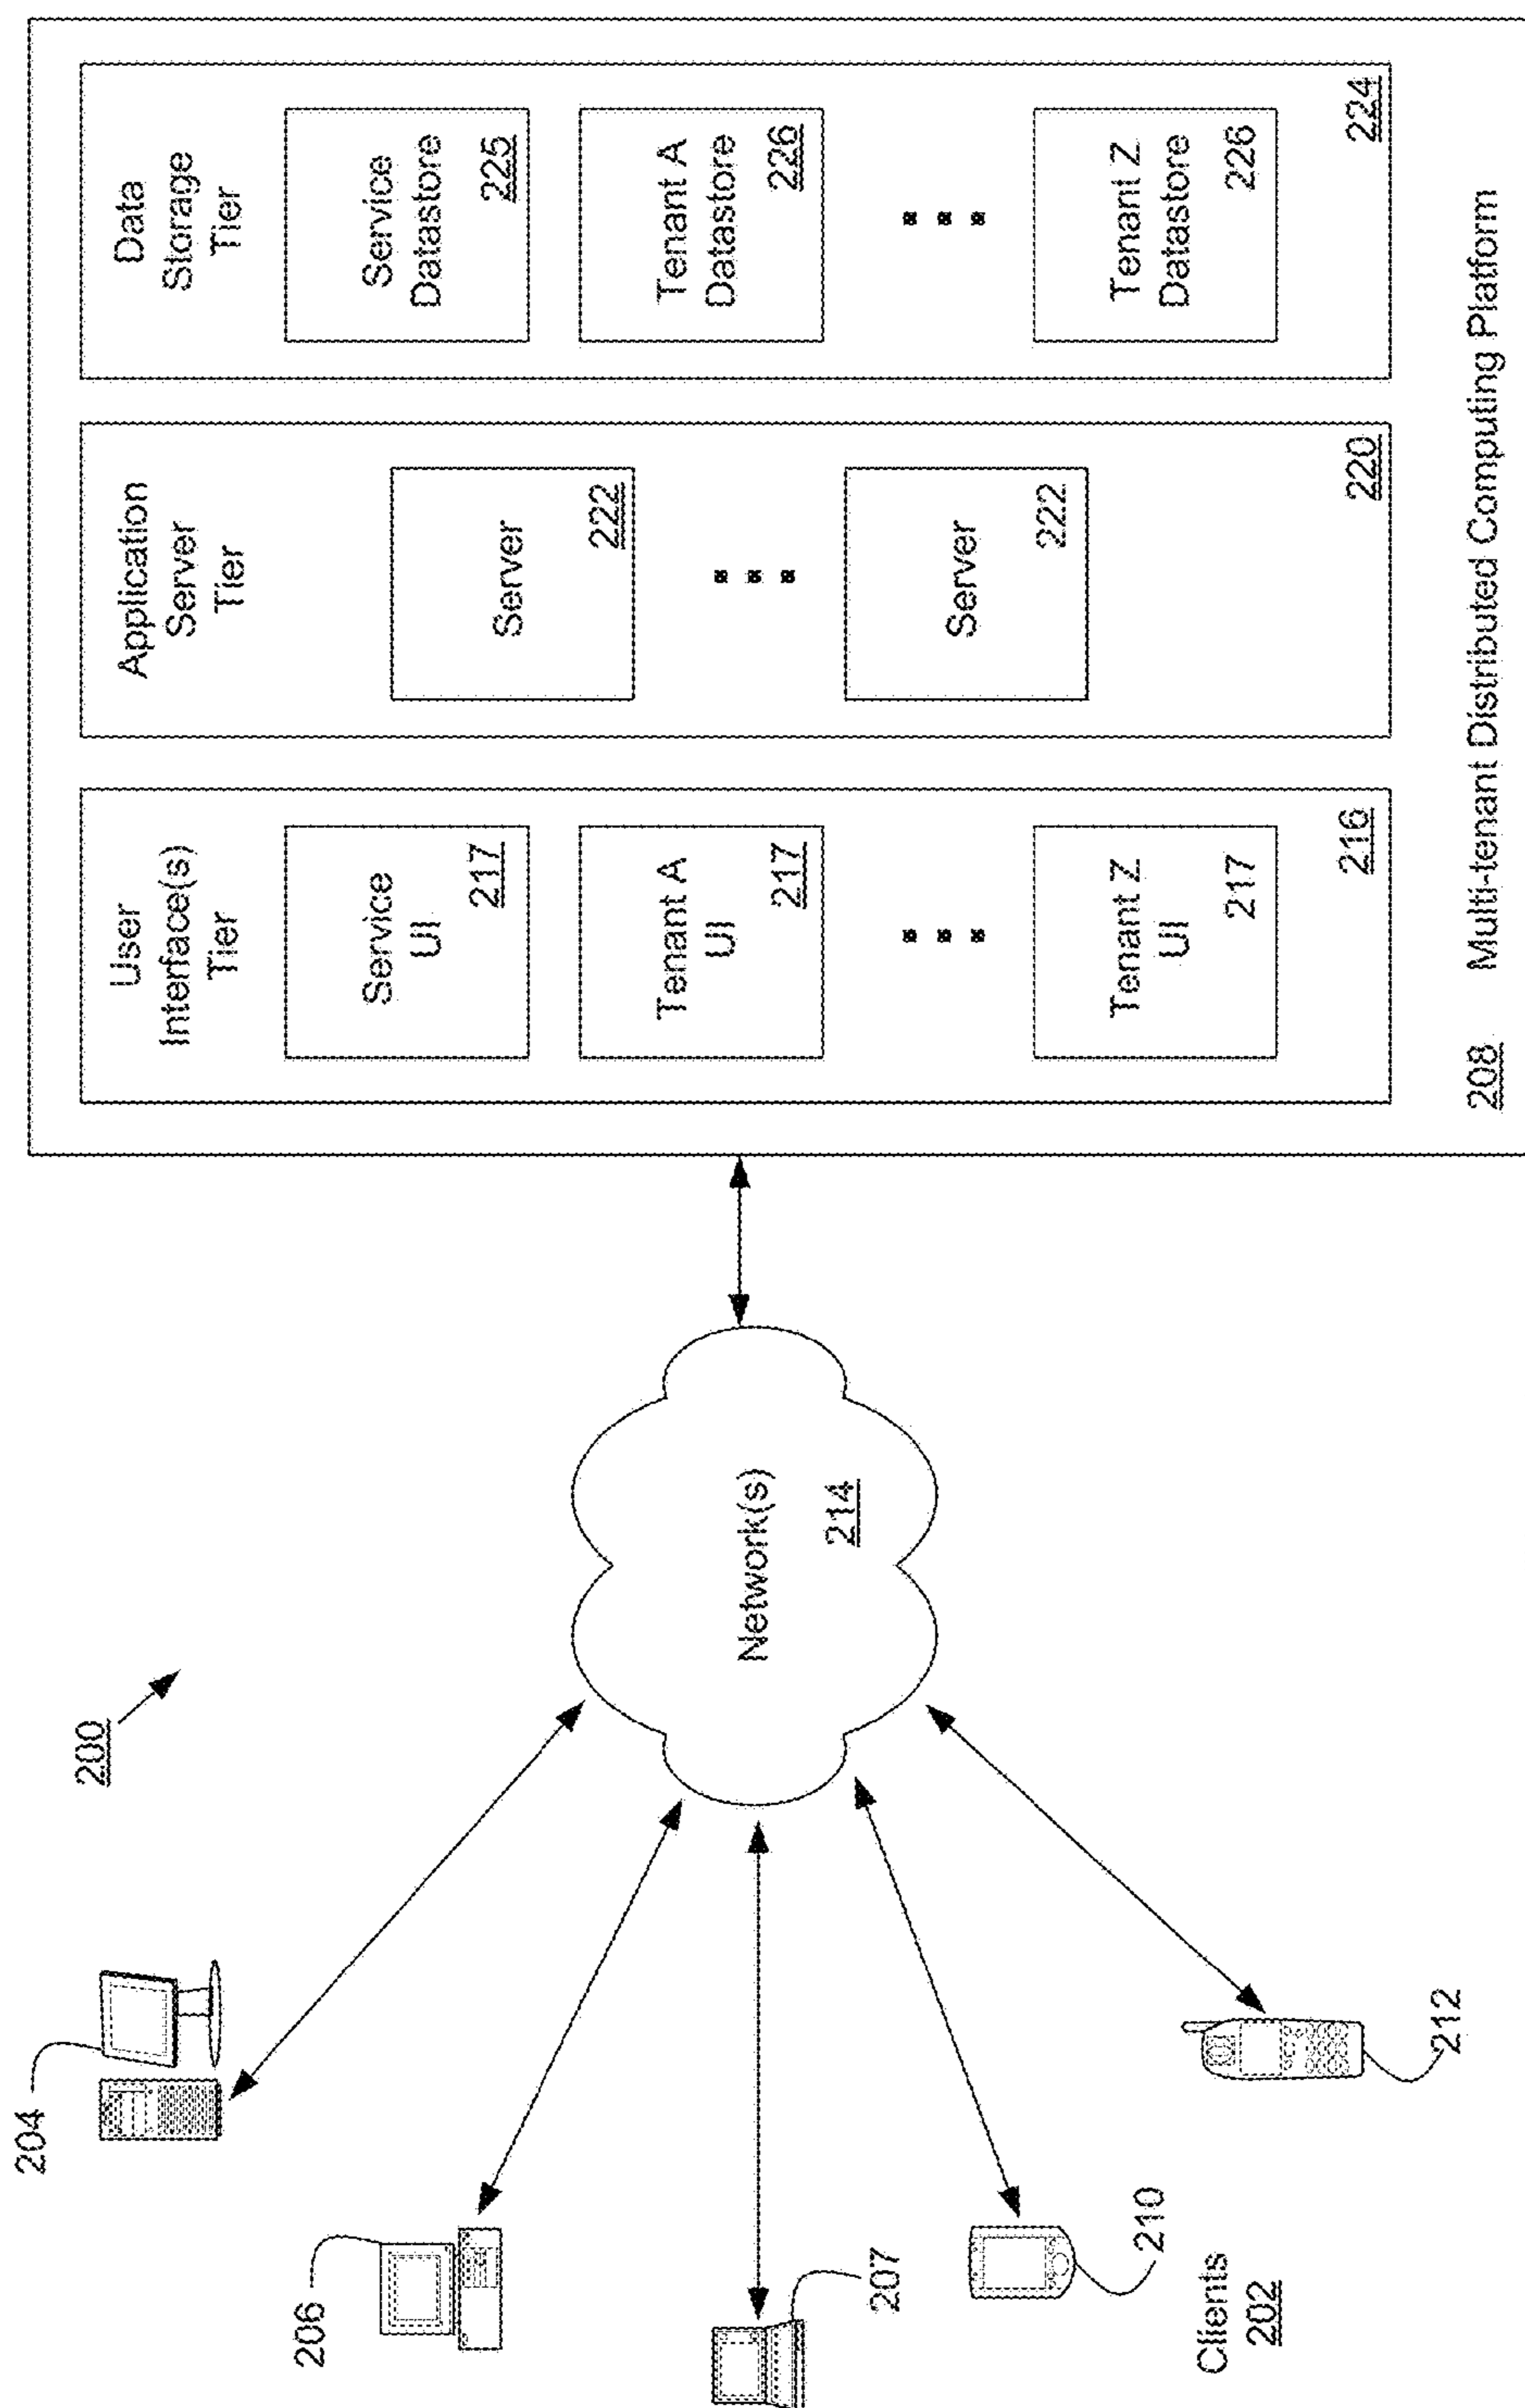 200
204
206
207
210
212
Clients
202
Network(s)
214
User
Interface(s)
Tier
Service
UI
217
Tenant A
UI
217
Tenant Z
UI
217
216
Application
Server
Tier
Server
222
Server
222
220
Data
Storage
Tier
Service
Datastore
225
Tenant A
Datastore
226
Tenant Z
Datastore
226
224
208 Multi-tenant Distributed Computing Platform